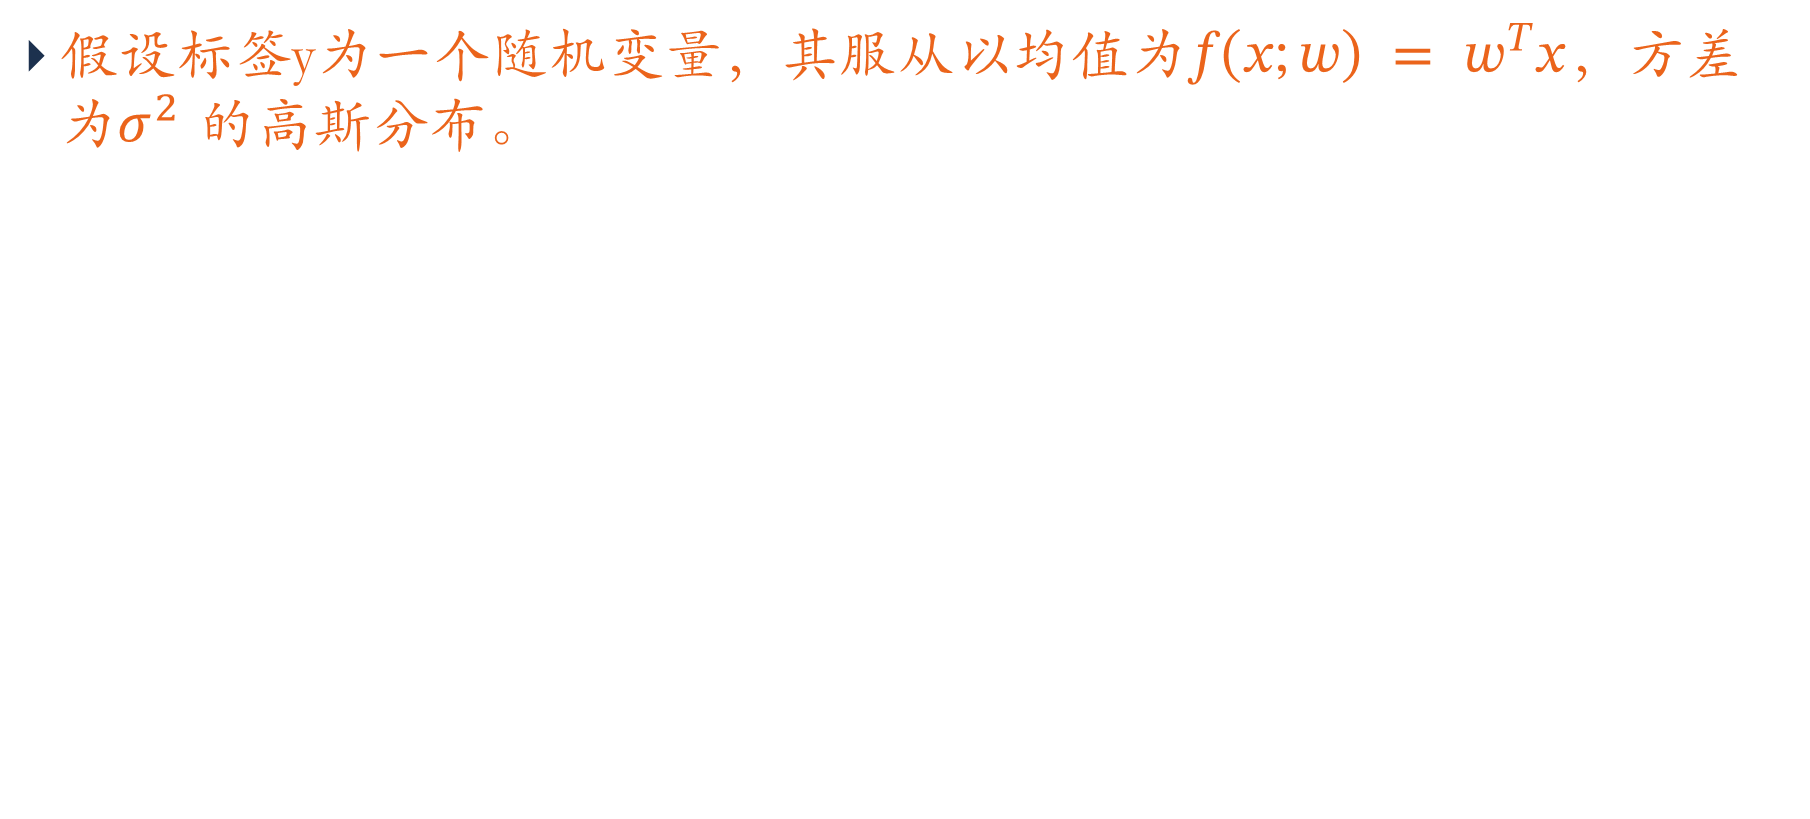 假设标签y为一个随机变量，其服从以均值为f(x;w) = wᵀx，方差
为σ² 的高斯分布。